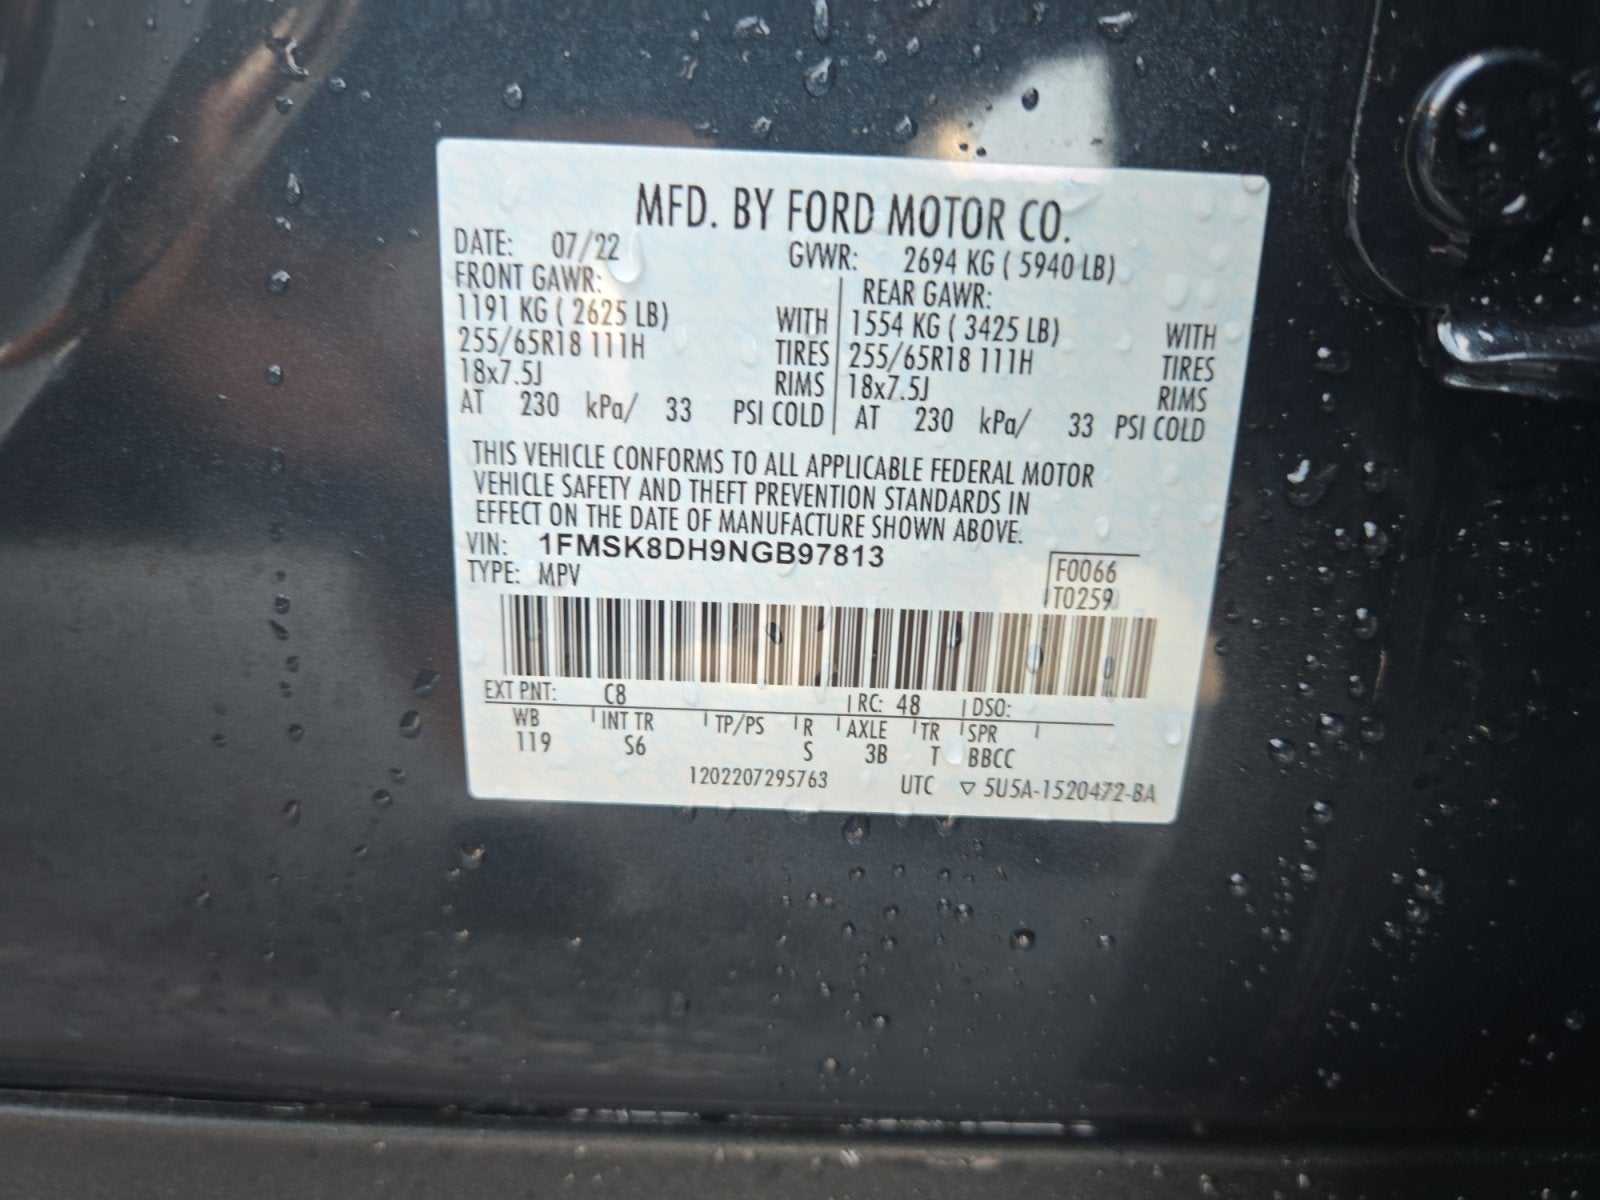 MFD. BY FORD MOTOR CO.
DATE: 07/22 GVWR: 2694 KG ( 5940 LB)
FRONT GAWR: REAR GAWR:
1191 KG ( 2625 LB) WITH 1554 KG ( 3425 LB) WITH
255/65R18 111H TIRES 255/65R18 111H TIRES
18x7.5J RIMS 18x7.5J RIMS
AT 230 kPa/ 33 PSI COLD AT 230 kPa/ 33 PSI COLD
THIS VEHICLE CONFORMS TO ALL APPLICABLE FEDERAL MOTOR
VEHICLE SAFETY AND THEFT PREVENTION STANDARDS IN
EFFECT ON THE DATE OF MANUFACTURE SHOWN ABOVE.
VIN: 1FMSK8DH9NGB97813
TYPE: MPV
F0066
T0259
EXT PNT: C8 RC: 48 DSO:
WB INT TR TP/PS R AXLE TR SPR
119 S6 S 3B T BBCC
1202207295763 UTC ▽ 5U5A-1520472-BA